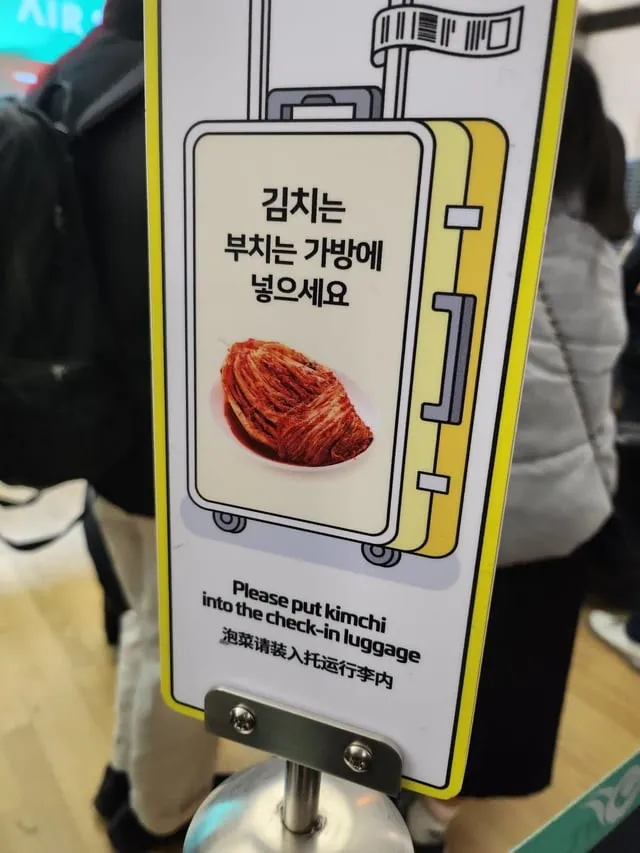 AIR
김치는
부치는 가방에
넣으세요
Please put kimchi
into the check-in luggage
泡菜请装入托运行李内